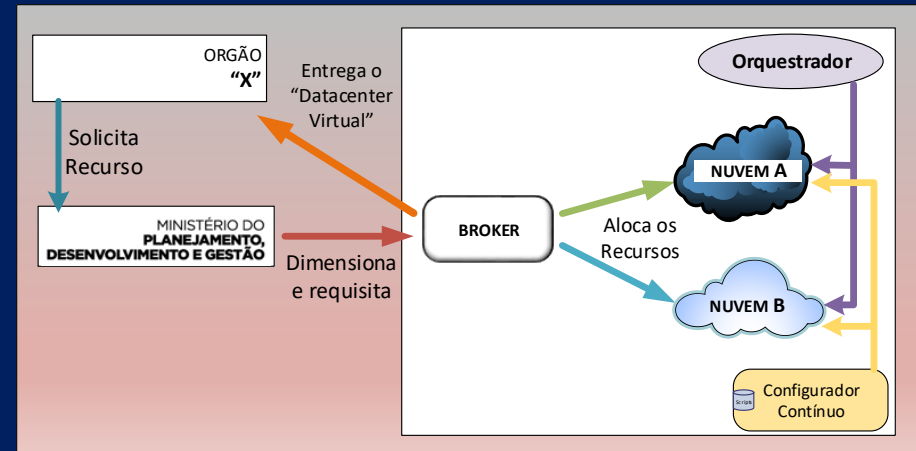 ORGÃO
“X”
Entrega o
“Datacenter
Virtual”
Orquestrador
Solicita
Recurso
NUVEM A
MINISTÉRIO DO
PLANEJAMENTO,
DESENVOLVIMENTO E GESTÃO
BROKER
Aloca os
Recursos
Dimensiona
e requisita
NUVEM B
Scripts
Configurador
Contínuo